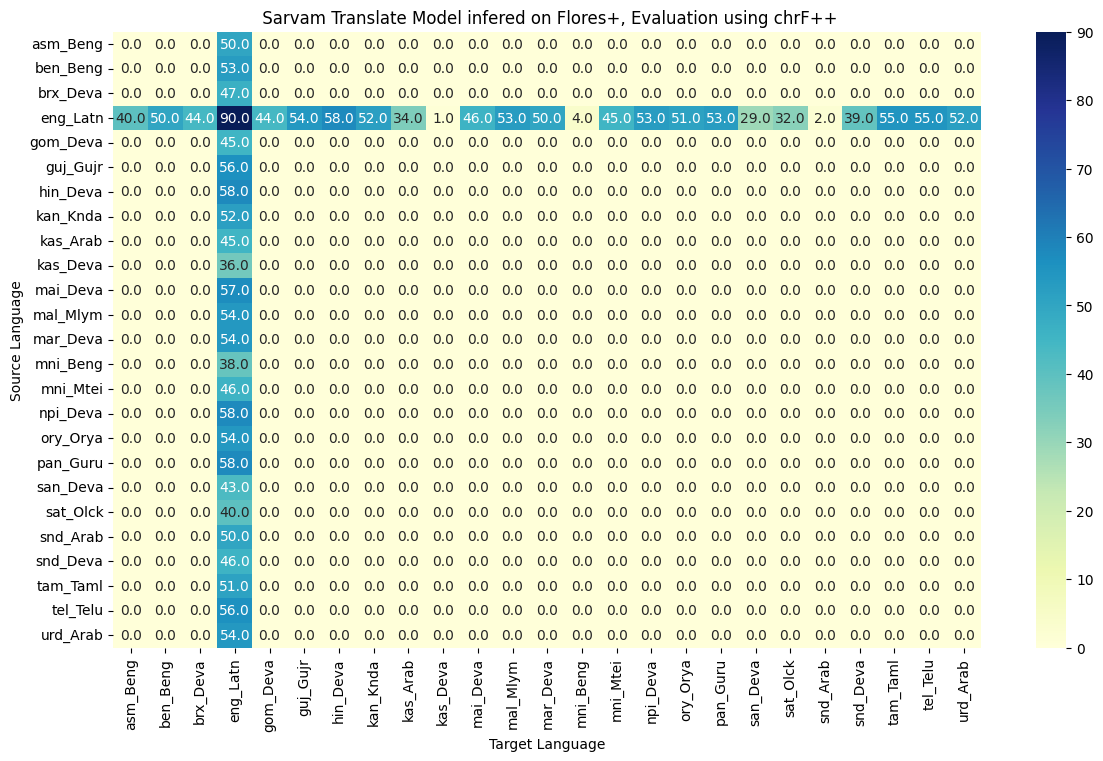 Sarvam Translate Model infered on Flores+, Evaluation using chrF++
asm_Beng 0.0 0.0 0.0 50.0 0.0 0.0 0.0 0.0 0.0 0.0 0.0 0.0 0.0 0.0 0.0 0.0 0.0 0.0 0.0 0.0 0.0 0.0 0.0 0.0 0.0
ben_Beng 0.0 0.0 0.0 53.0 0.0 0.0 0.0 0.0 0.0 0.0 0.0 0.0 0.0 0.0 0.0 0.0 0.0 0.0 0.0 0.0 0.0 0.0 0.0 0.0 0.0
brx_Deva 0.0 0.0 0.0 47.0 0.0 0.0 0.0 0.0 0.0 0.0 0.0 0.0 0.0 0.0 0.0 0.0 0.0 0.0 0.0 0.0 0.0 0.0 0.0 0.0 0.0
eng_Latn 40.0 50.0 44.0 90.0 44.0 54.0 58.0 52.0 34.0 1.0 46.0 53.0 50.0 4.0 45.0 53.0 51.0 53.0 29.0 32.0 2.0 39.0 55.0 55.0 52.0
gom_Deva 0.0 0.0 0.0 45.0 0.0 0.0 0.0 0.0 0.0 0.0 0.0 0.0 0.0 0.0 0.0 0.0 0.0 0.0 0.0 0.0 0.0 0.0 0.0 0.0 0.0
guj_Gujr 0.0 0.0 0.0 56.0 0.0 0.0 0.0 0.0 0.0 0.0 0.0 0.0 0.0 0.0 0.0 0.0 0.0 0.0 0.0 0.0 0.0 0.0 0.0 0.0 0.0
hin_Deva 0.0 0.0 0.0 58.0 0.0 0.0 0.0 0.0 0.0 0.0 0.0 0.0 0.0 0.0 0.0 0.0 0.0 0.0 0.0 0.0 0.0 0.0 0.0 0.0 0.0
kan_Knda 0.0 0.0 0.0 52.0 0.0 0.0 0.0 0.0 0.0 0.0 0.0 0.0 0.0 0.0 0.0 0.0 0.0 0.0 0.0 0.0 0.0 0.0 0.0 0.0 0.0
kas_Arab 0.0 0.0 0.0 45.0 0.0 0.0 0.0 0.0 0.0 0.0 0.0 0.0 0.0 0.0 0.0 0.0 0.0 0.0 0.0 0.0 0.0 0.0 0.0 0.0 0.0
kas_Deva 0.0 0.0 0.0 36.0 0.0 0.0 0.0 0.0 0.0 0.0 0.0 0.0 0.0 0.0 0.0 0.0 0.0 0.0 0.0 0.0 0.0 0.0 0.0 0.0 0.0
mai_Deva 0.0 0.0 0.0 57.0 0.0 0.0 0.0 0.0 0.0 0.0 0.0 0.0 0.0 0.0 0.0 0.0 0.0 0.0 0.0 0.0 0.0 0.0 0.0 0.0 0.0
mal_Mlym 0.0 0.0 0.0 54.0 0.0 0.0 0.0 0.0 0.0 0.0 0.0 0.0 0.0 0.0 0.0 0.0 0.0 0.0 0.0 0.0 0.0 0.0 0.0 0.0 0.0
mar_Deva 0.0 0.0 0.0 54.0 0.0 0.0 0.0 0.0 0.0 0.0 0.0 0.0 0.0 0.0 0.0 0.0 0.0 0.0 0.0 0.0 0.0 0.0 0.0 0.0 0.0
mni_Beng 0.0 0.0 0.0 38.0 0.0 0.0 0.0 0.0 0.0 0.0 0.0 0.0 0.0 0.0 0.0 0.0 0.0 0.0 0.0 0.0 0.0 0.0 0.0 0.0 0.0
mni_Mtei 0.0 0.0 0.0 46.0 0.0 0.0 0.0 0.0 0.0 0.0 0.0 0.0 0.0 0.0 0.0 0.0 0.0 0.0 0.0 0.0 0.0 0.0 0.0 0.0 0.0
npi_Deva 0.0 0.0 0.0 58.0 0.0 0.0 0.0 0.0 0.0 0.0 0.0 0.0 0.0 0.0 0.0 0.0 0.0 0.0 0.0 0.0 0.0 0.0 0.0 0.0 0.0
ory_Orya 0.0 0.0 0.0 54.0 0.0 0.0 0.0 0.0 0.0 0.0 0.0 0.0 0.0 0.0 0.0 0.0 0.0 0.0 0.0 0.0 0.0 0.0 0.0 0.0 0.0
pan_Guru 0.0 0.0 0.0 58.0 0.0 0.0 0.0 0.0 0.0 0.0 0.0 0.0 0.0 0.0 0.0 0.0 0.0 0.0 0.0 0.0 0.0 0.0 0.0 0.0 0.0
san_Deva 0.0 0.0 0.0 43.0 0.0 0.0 0.0 0.0 0.0 0.0 0.0 0.0 0.0 0.0 0.0 0.0 0.0 0.0 0.0 0.0 0.0 0.0 0.0 0.0 0.0
sat_Olck 0.0 0.0 0.0 40.0 0.0 0.0 0.0 0.0 0.0 0.0 0.0 0.0 0.0 0.0 0.0 0.0 0.0 0.0 0.0 0.0 0.0 0.0 0.0 0.0 0.0
snd_Arab 0.0 0.0 0.0 50.0 0.0 0.0 0.0 0.0 0.0 0.0 0.0 0.0 0.0 0.0 0.0 0.0 0.0 0.0 0.0 0.0 0.0 0.0 0.0 0.0 0.0
snd_Deva 0.0 0.0 0.0 46.0 0.0 0.0 0.0 0.0 0.0 0.0 0.0 0.0 0.0 0.0 0.0 0.0 0.0 0.0 0.0 0.0 0.0 0.0 0.0 0.0 0.0
tam_Taml 0.0 0.0 0.0 51.0 0.0 0.0 0.0 0.0 0.0 0.0 0.0 0.0 0.0 0.0 0.0 0.0 0.0 0.0 0.0 0.0 0.0 0.0 0.0 0.0 0.0
tel_Telu 0.0 0.0 0.0 56.0 0.0 0.0 0.0 0.0 0.0 0.0 0.0 0.0 0.0 0.0 0.0 0.0 0.0 0.0 0.0 0.0 0.0 0.0 0.0 0.0 0.0
urd_Arab 0.0 0.0 0.0 54.0 0.0 0.0 0.0 0.0 0.0 0.0 0.0 0.0 0.0 0.0 0.0 0.0 0.0 0.0 0.0 0.0 0.0 0.0 0.0 0.0 0.0
asm_Beng ben_Beng brx_Deva eng_Latn gom_Deva guj_Gujr hin_Deva kan_Knda kas_Arab kas_Deva mai_Deva mal_Mlym mar_Deva mni_Beng mni_Mtei npi_Deva ory_Orya pan_Guru san_Deva sat_Olck snd_Arab snd_Deva tam_Taml tel_Telu urd_Arab
Target Language
Source Language
90
80
70
60
50
40
30
20
10
0